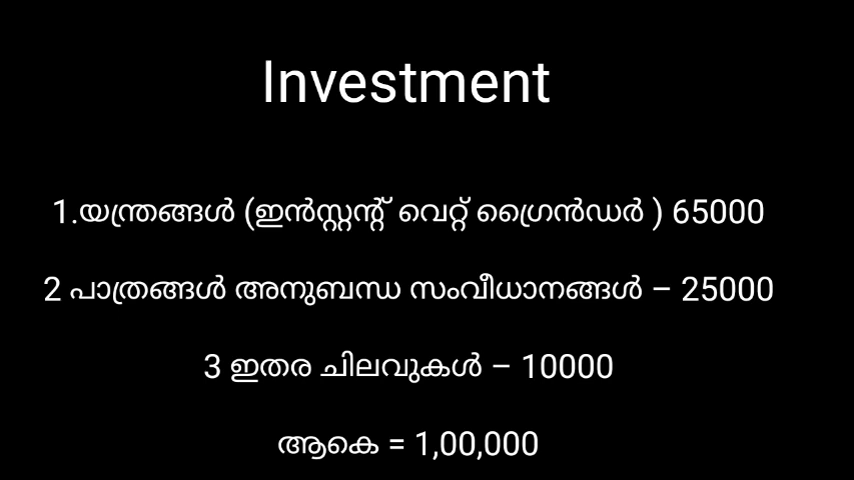 Investment
1.യന്ത്രങ്ങൾ (ഇൻസ്റ്റന്റ് വെറ്റ് ഗ്രൈൻഡർ ) 65000
2 പാത്രങ്ങൾ അനുബന്ധ സംവീധാനങ്ങൾ – 25000
3 ഇതര ചിലവുകൾ – 10000
ആകെ = 1,00,000